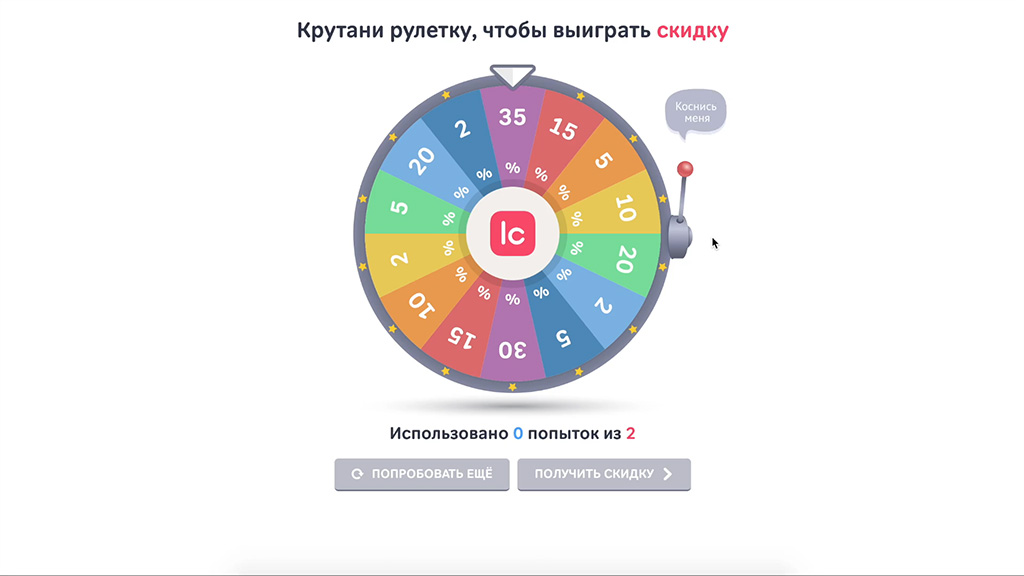 Крутани рулетку, чтобы выиграть скидку
Коснись
меня
35 %
15 %
5 %
10 %
20 %
2 %
5 %
30 %
15 %
10 %
2 %
5 %
20 %
2 %
lc
Использовано 0 попыток из 2
ПОПРОБОВАТЬ ЕЩЁ
ПОЛУЧИТЬ СКИДКУ